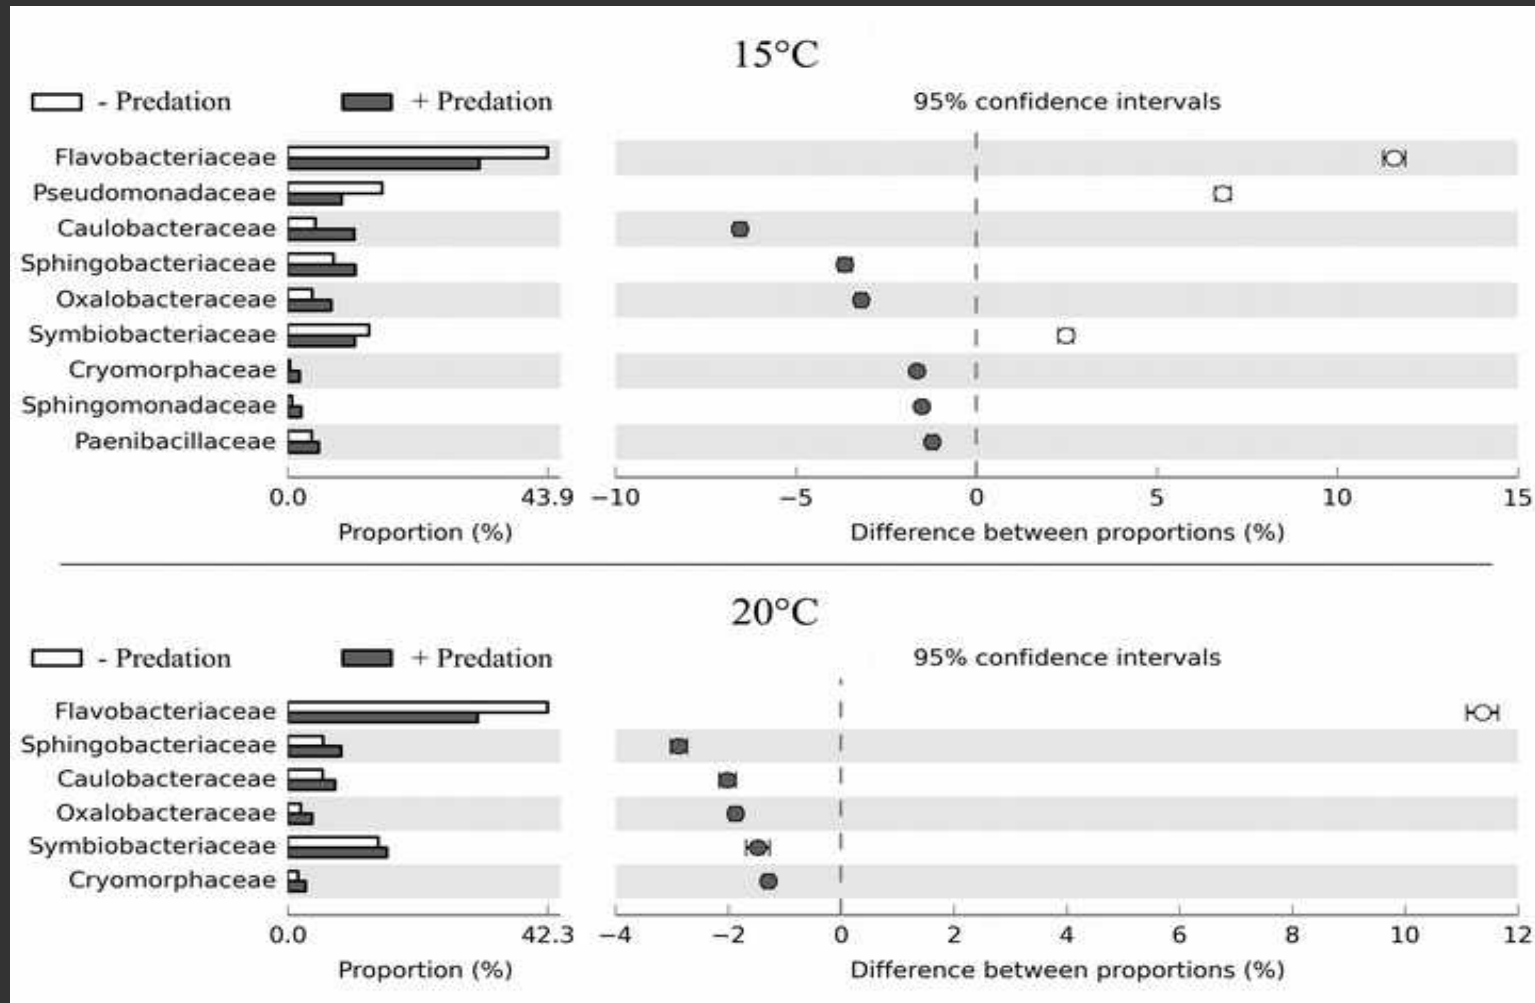 15°C
- Predation + Predation 95% confidence intervals
Flavobacteriaceae
Pseudomonadaceae
Caulobacteraceae
Sphingobacteriaceae
Oxalobacteraceae
Symbiobacteriaceae
Cryomorphaceae
Sphingomonadaceae
Paenibacillaceae
0.0 43.9 −10 −5 0 5 10 15
Proportion (%) Difference between proportions (%)
20°C
- Predation + Predation 95% confidence intervals
Flavobacteriaceae
Sphingobacteriaceae
Caulobacteraceae
Oxalobacteraceae
Symbiobacteriaceae
Cryomorphaceae
0.0 42.3 −4 −2 0 2 4 6 8 10 12
Proportion (%) Difference between proportions (%)